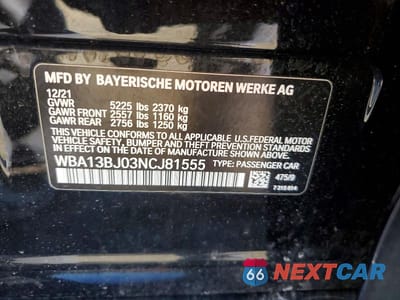 MFD BY BAYERISCHE MOTOREN WERKE AG
12/21
GVWR 5225 lbs 2370 kg
GAWR FRONT 2557 lbs 1160 kg
GAWR REAR 2756 lbs 1250 kg
THIS VEHICLE CONFORMS TO ALL APPLICABLE U.S.FEDERAL MOTOR
VEHICLE SAFETY, BUMPER, AND THEFT PREVENTION STANDARDS
IN EFFECT ON THE DATE OF MANUFACTURE SHOWN ABOVE.
WBA13BJ03NCJ81555 TYPE: PASSENGER CAR
475/9
66 NEXTCAR